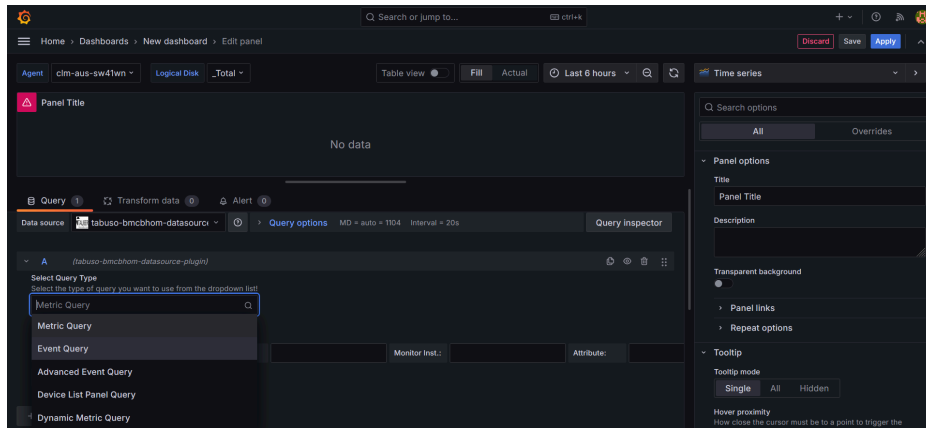 Search or jump to...
ctrl+k
Home › Dashboards › New dashboard › Edit panel
Discard
Save
Apply
Agent
clm-aus-sw41wn
Logical Disk
_Total
Table view
Fill
Actual
Last 6 hours
Time series
Panel Title
No data
Search options
All
Overrides
Panel options
Title
Panel Title
Description
Transparent background
Panel links
Repeat options
Tooltip
Tooltip mode
Single
All
Hidden
Hover proximity
How close the cursor must be to a point to trigger the
Query 1
Transform data 0
Alert 0
Data source
tabuso-bmcbhom-datasource
Query options
MD = auto = 1104
Interval = 20s
Query inspector
A
(tabuso-bmcbhom-datasource-plugin)
Select Query Type
Select the type of query you want to use from the dropdown list!
Metric Query
Metric Query
Event Query
Advanced Event Query
Device List Panel Query
Dynamic Metric Query
Monitor Inst.:
Attribute: